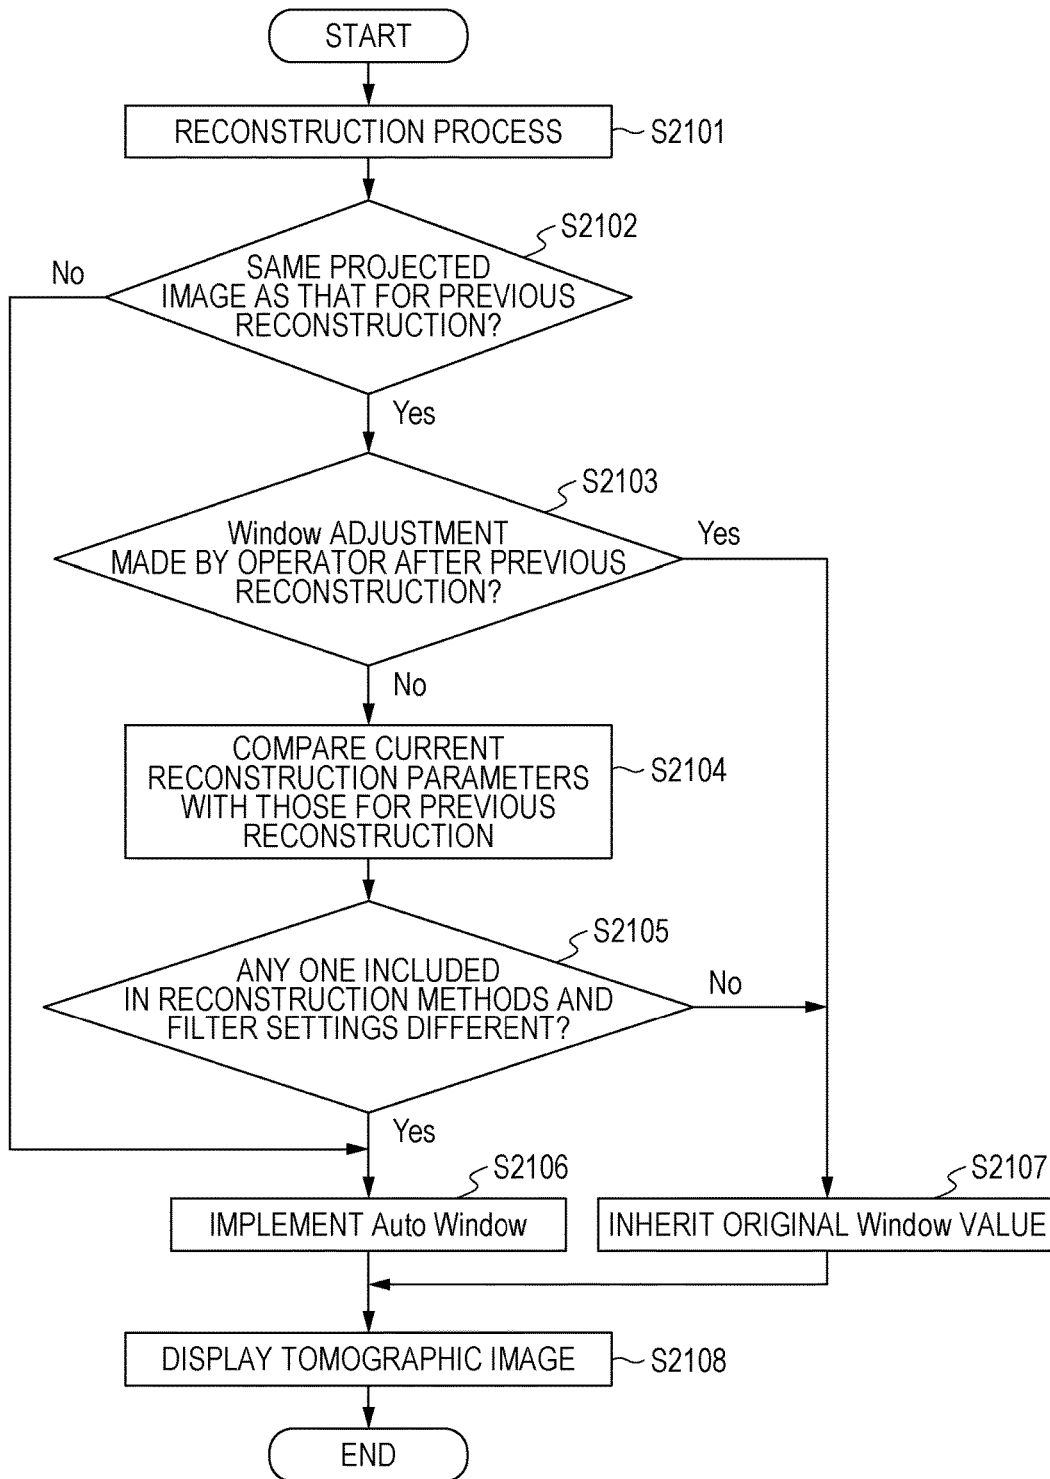 START
RECONSTRUCTION PROCESS
S2101
S2102
No
SAME PROJECTED
IMAGE AS THAT FOR PREVIOUS
RECONSTRUCTION?
Yes
S2103
Window ADJUSTMENT
MADE BY OPERATOR AFTER PREVIOUS
RECONSTRUCTION?
Yes
No
COMPARE CURRENT
RECONSTRUCTION PARAMETERS
WITH THOSE FOR PREVIOUS
RECONSTRUCTION
S2104
S2105
ANY ONE INCLUDED
IN RECONSTRUCTION METHODS AND
FILTER SETTINGS DIFFERENT?
No
Yes
S2106
IMPLEMENT Auto Window
S2107
INHERIT ORIGINAL Window VALUE
DISPLAY TOMOGRAPHIC IMAGE
S2108
END